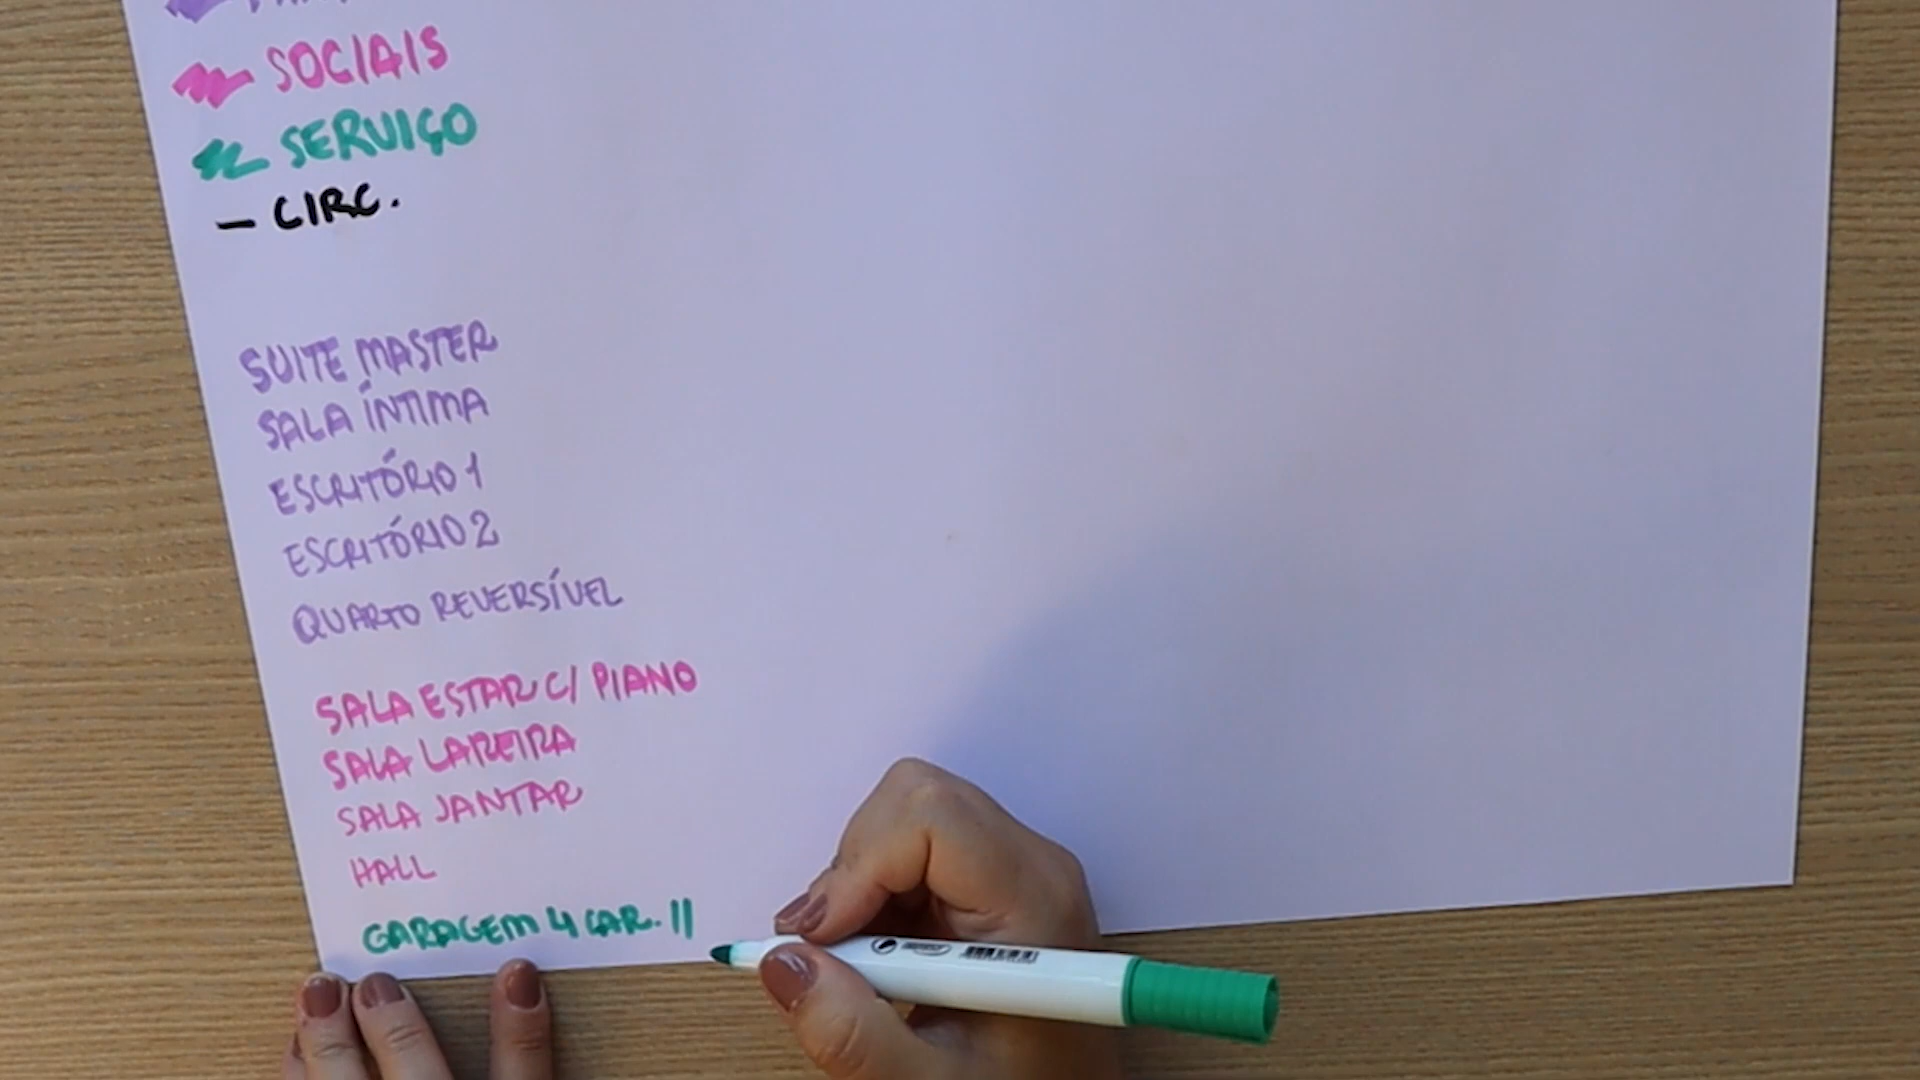 SOCIAIS
SERVIÇO
- CIRC.
SUITE MASTER
SALA ÍNTIMA
ESCRITÓRIO 1
ESCRITÓRIO 2
QUARTO REVERSÍVEL
SALA ESTAR C/ PIANO
SALA LAREIRA
SALA JANTAR
HALL
GARAGEM 4 CAR. //